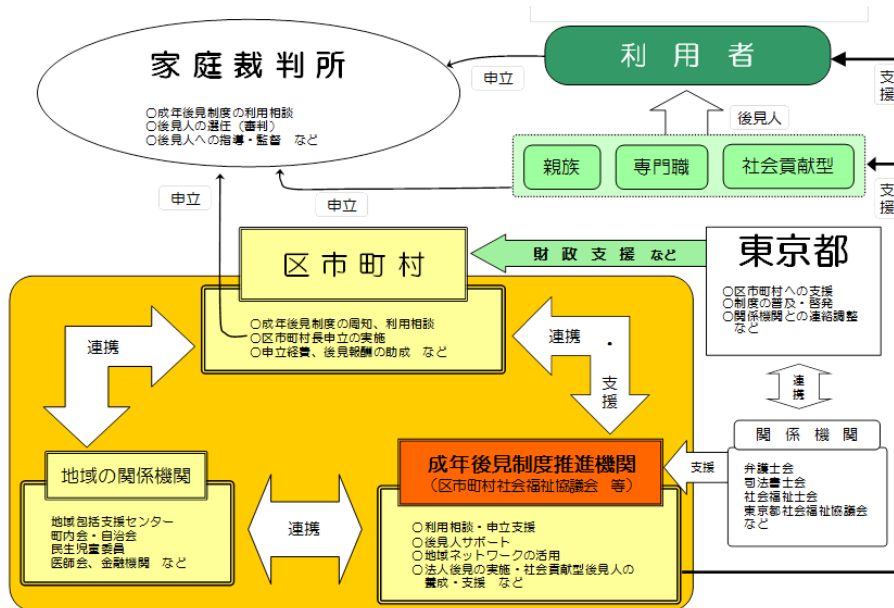 家庭裁判所
○成年後見制度の利用相談
○後見人の選任（審判）
○後見人への指導・監督 など
申立
利用者
支援
後見人
親族
専門職
社会貢献型
支援
申立
申立
区市町村
○成年後見制度の周知、利用相談
○区市町村長申立の実施
○申立経費、後見報酬の助成 など
財政支援 など
東京都
○区市町村への支援
○制度の普及・啓発
○関係機関との連絡調整
など
連携
連携・支援
連携
関係機関
弁護士会
司法書士会
社会福祉士会
東京都社会福祉協議会
など
支援
地域の関係機関
地域包括支援センター
町内会・自治会
民生児童委員
医師会、金融機関 など
連携
成年後見制度推進機関
（区市町村社会福祉協議会 等）
○利用相談・申立支援
○後見人サポート
○地域ネットワークの活用
○法人後見の実施・社会貢献型後見人の
養成・支援 など